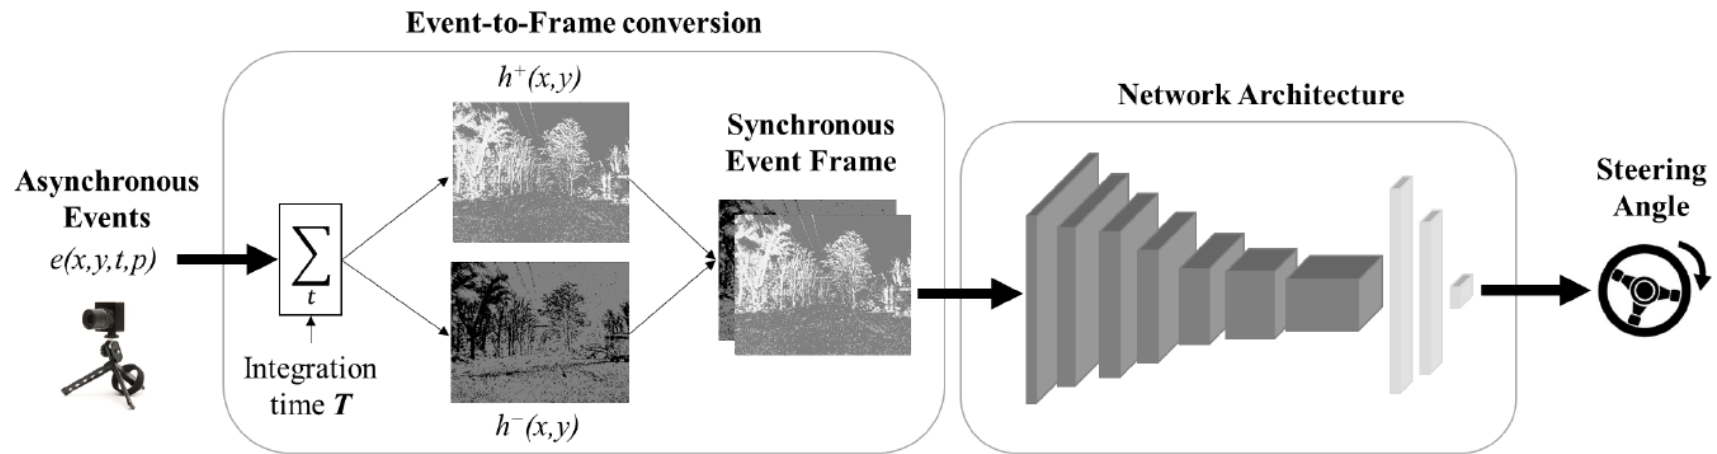 Event-to-Frame conversion
h⁺(x,y)
Network Architecture
Synchronous
Event Frame
Asynchronous
Events
e(x,y,t,p)
Steering
Angle
∑
t
Integration
time T
h⁻(x,y)